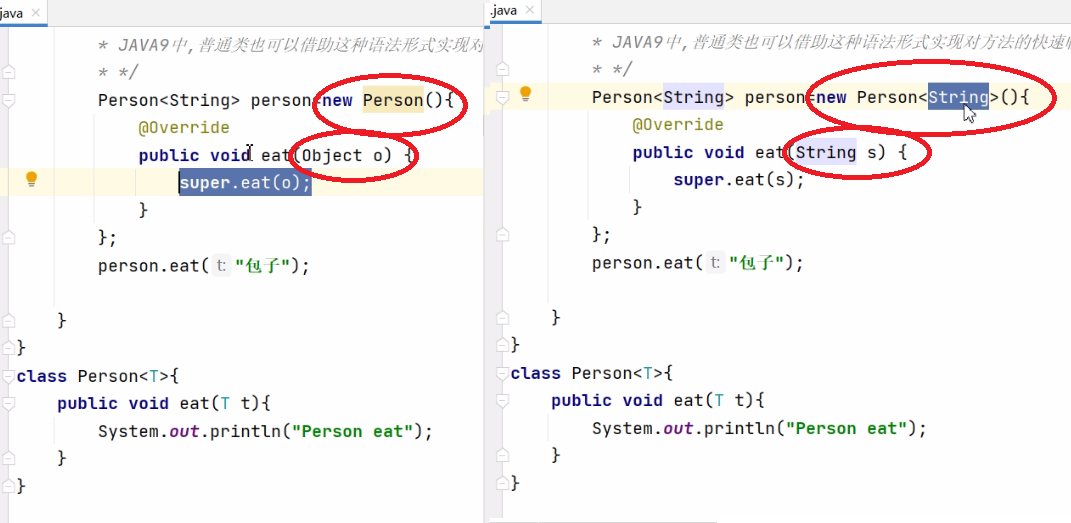 java
* JAVA9中,普通类也可以借助这种语法形式实现对
* */
Person<String> person=new Person(){
@Override
public void eat(Object o) {
super.eat(o);
}
};
person.eat( t: "包子");
}
}
class Person<T>{
public void eat(T t){
System.out.println("Person eat");
}
}
.java
* JAVA9中,普通类也可以借助这种语法形式实现对方法的快速
* */
Person<String> person=new Person<String>(){
@Override
public void eat(String s) {
super.eat(s);
}
};
person.eat( t: "包子");
}
}
class Person<T>{
public void eat(T t){
System.out.println("Person eat");
}
}